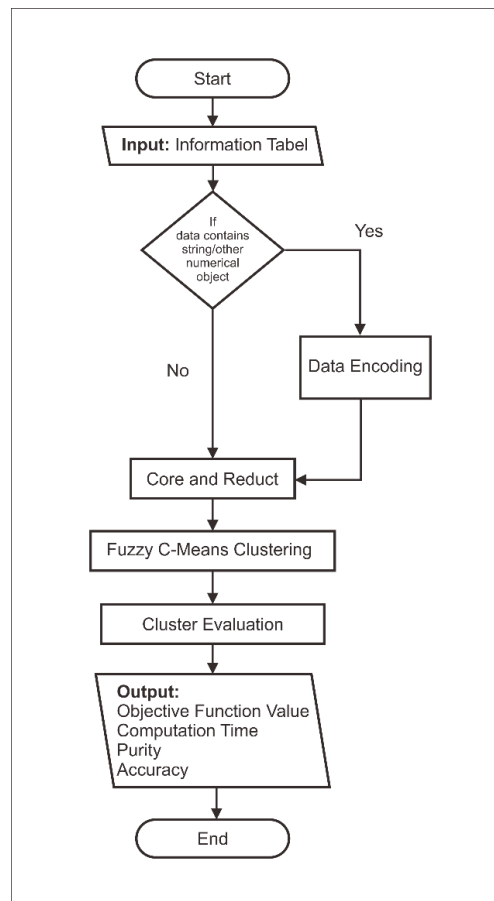 Start
Input: Information Tabel
If
data contains
string/other
numerical
object
Yes
No
Data Encoding
Core and Reduct
Fuzzy C-Means Clustering
Cluster Evaluation
Output:
Objective Function Value
Computation Time
Purity
Accuracy
End